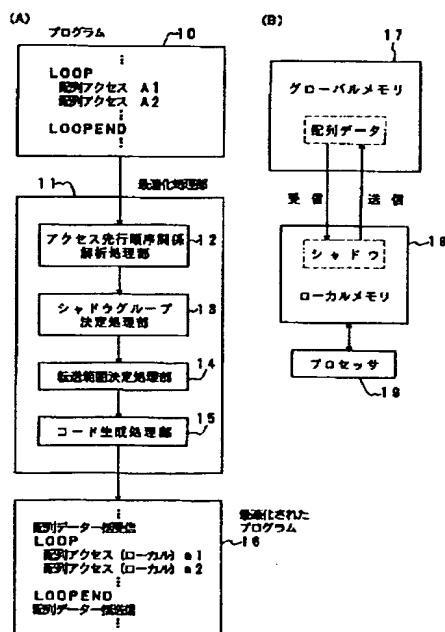 (A)
プログラム
10
LOOP
配列アクセス A1
配列アクセス A2
LOOPEND
11
最適化処理部
アクセス発行順序関係
解析処理部
12
シャドウグループ
決定処理部
13
転送範囲決定処理部
14
コード生成処理部
15
最適化された
プログラム
16
配列データ一括受信
LOOP
配列アクセス (ローカル) a1
配列アクセス (ローカル) a2
LOOPEND
配列データ一括送信
(B)
17
グローバルメモリ
配列データ
受信
送信
18
シャドウ
ローカルメモリ
プロセッサ
19